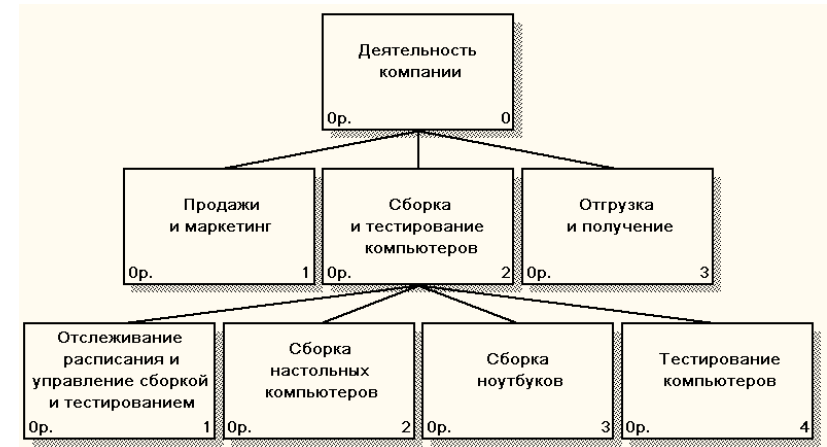 Деятельность
компании
0р. 0
Продажи
и маркетинг
0р. 1
Сборка
и тестирование
компьютеров
0р. 2
Отгрузка
и получение
0р. 3
Отслеживание
расписания и
управление сборкой
и тестированием
0р. 1
Сборка
настольных
компьютеров
0р. 2
Сборка
ноутбуков
0р. 3
Тестирование
компьютеров
0р. 4